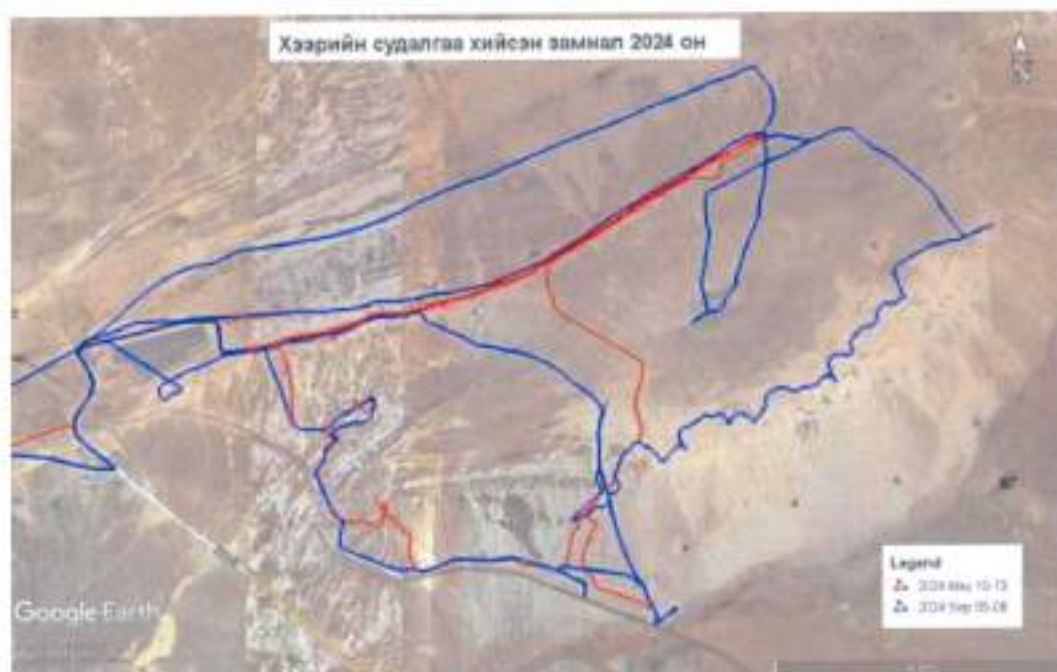 Хээрийн судалгаа хийсэн замнал 2024 он
Legend
2024 May 10-13
2024 Sep 05-08
Google Earth